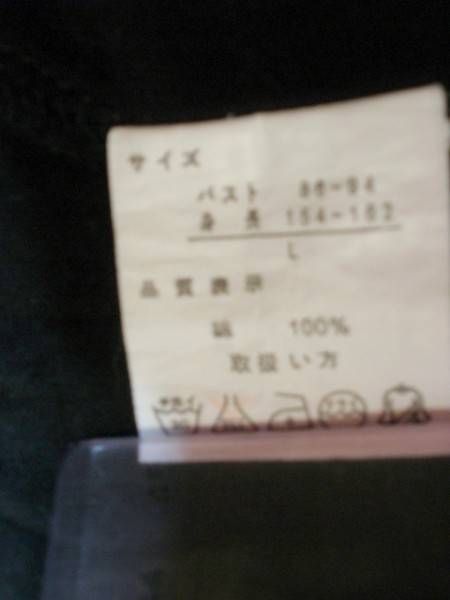 サイズ
バスト 86-94
身長 154-162
L
品質表示
綿 100%
取扱い方